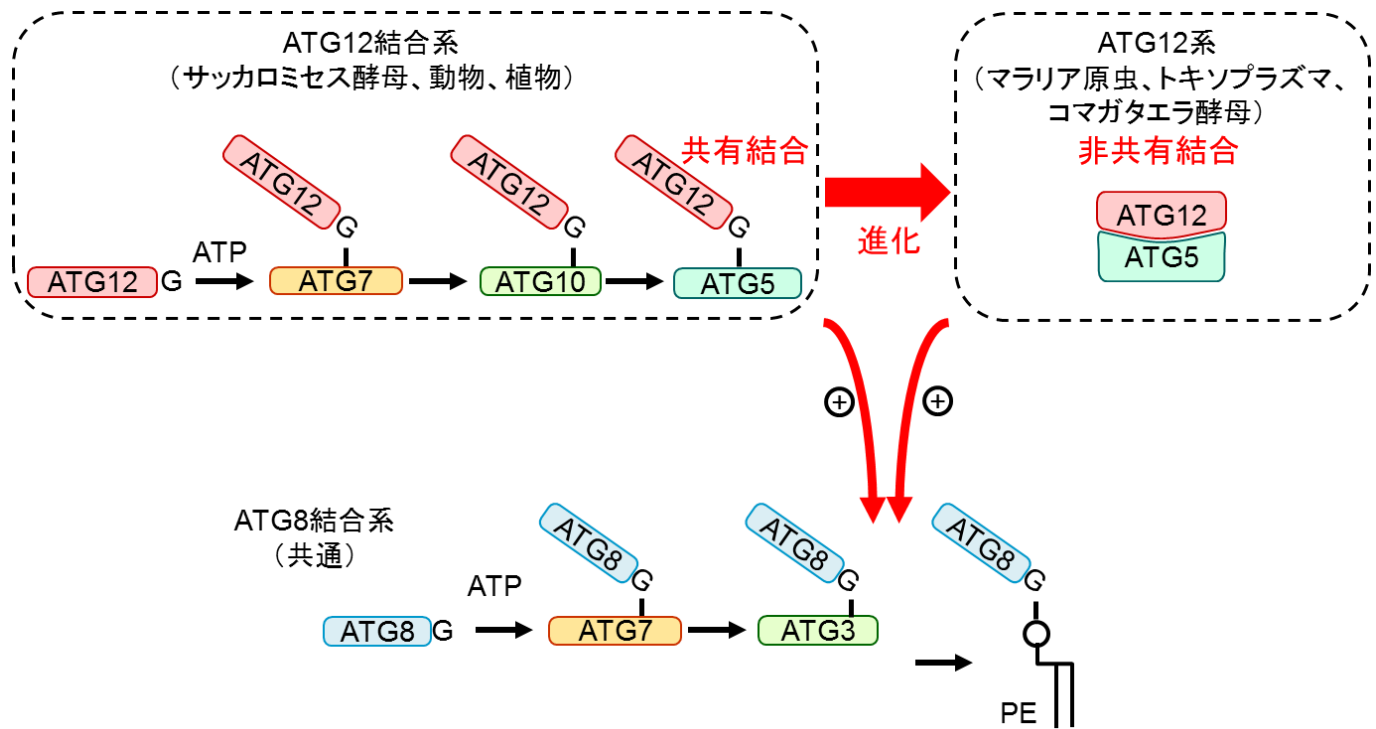 ATG12結合系
（サッカロミセス酵母、動物、植物）
ATG12系
（マラリア原虫、トキソプラズマ、
コマガタエラ酵母）
共有結合
非共有結合
ATG12
G
ATG12
G
ATG12
G
ATG12
ATG5
進化
ATP
ATG12
G
ATG7
ATG10
ATG5
+
+
ATG8結合系
（共通）
ATG8
G
ATG8
G
ATG8
G
ATP
ATG8
G
ATG7
ATG3
PE